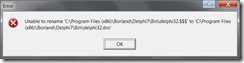 Error
Unable to rename 'C:\Program Files
(x86)\Borland\Delphi7\Bin\delphi32.$$$' to 'C:\Program Files
(x86)\Borland\Delphi7\Bin\delphi32.dro'
OK